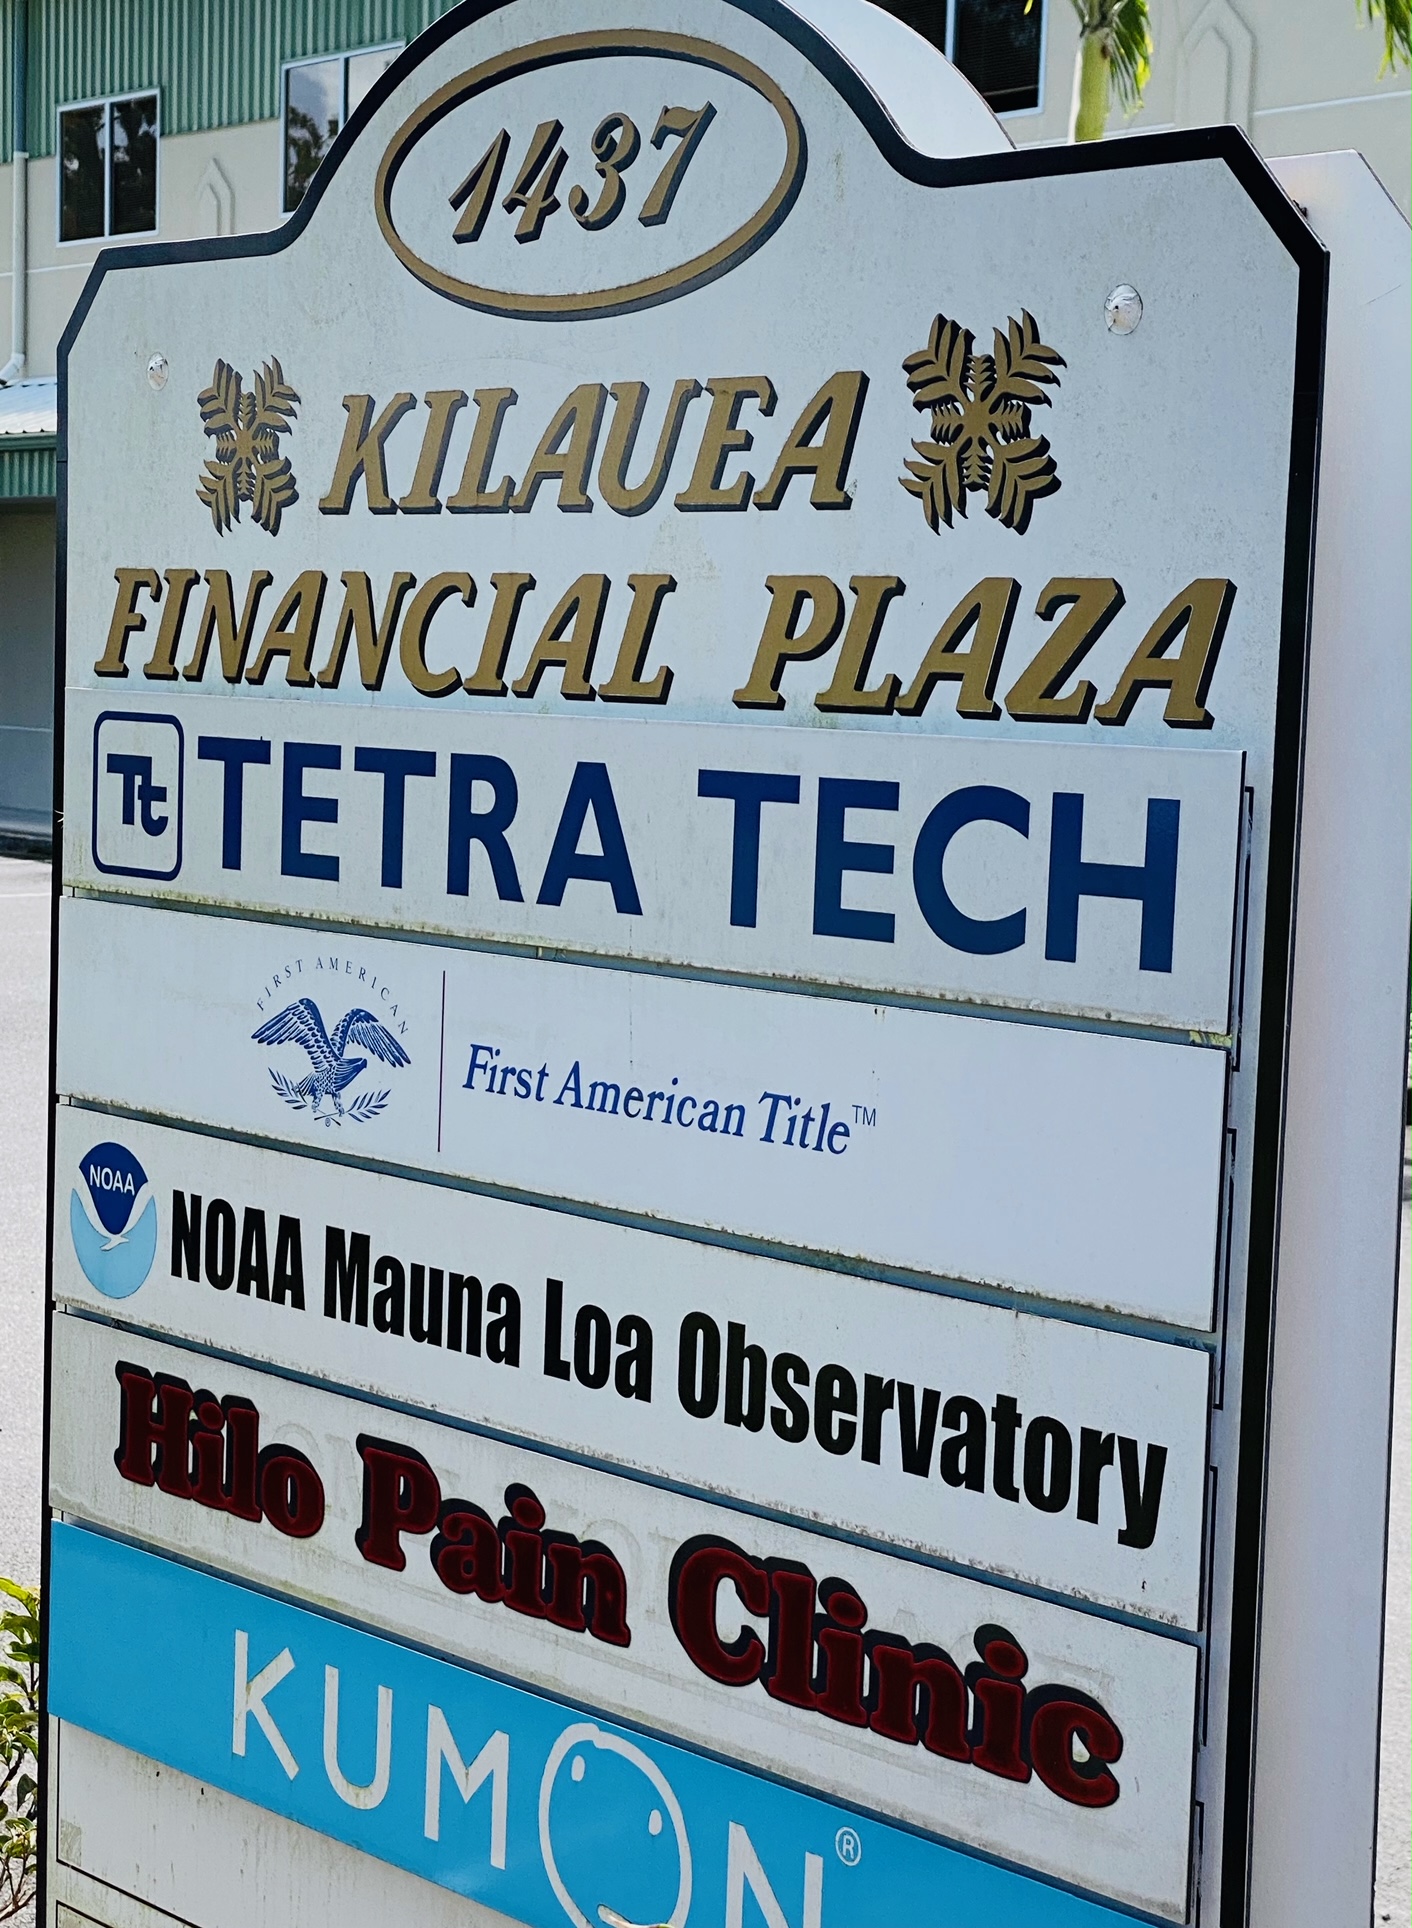 1437
KILAUEA
FINANCIAL PLAZA
Tt TETRA TECH
FIRST AMERICAN
First American Title™
NOAA
NOAA Mauna Loa Observatory
Hilo Pain Clinic
KUMON®